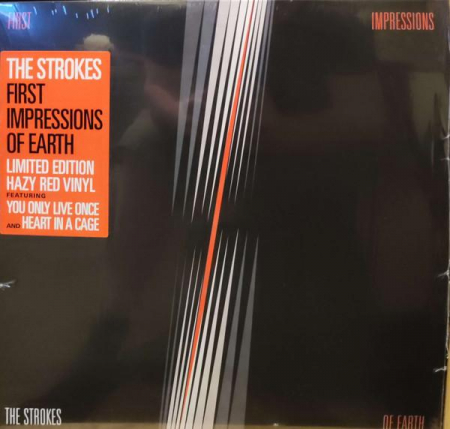 FIRST
IMPRESSIONS
THE STROKES
FIRST
IMPRESSIONS
OF EARTH
LIMITED EDITION
HAZY RED VINYL
FEATURING
YOU ONLY LIVE ONCE
AND HEART IN A CAGE
THE STROKES
OF EARTH